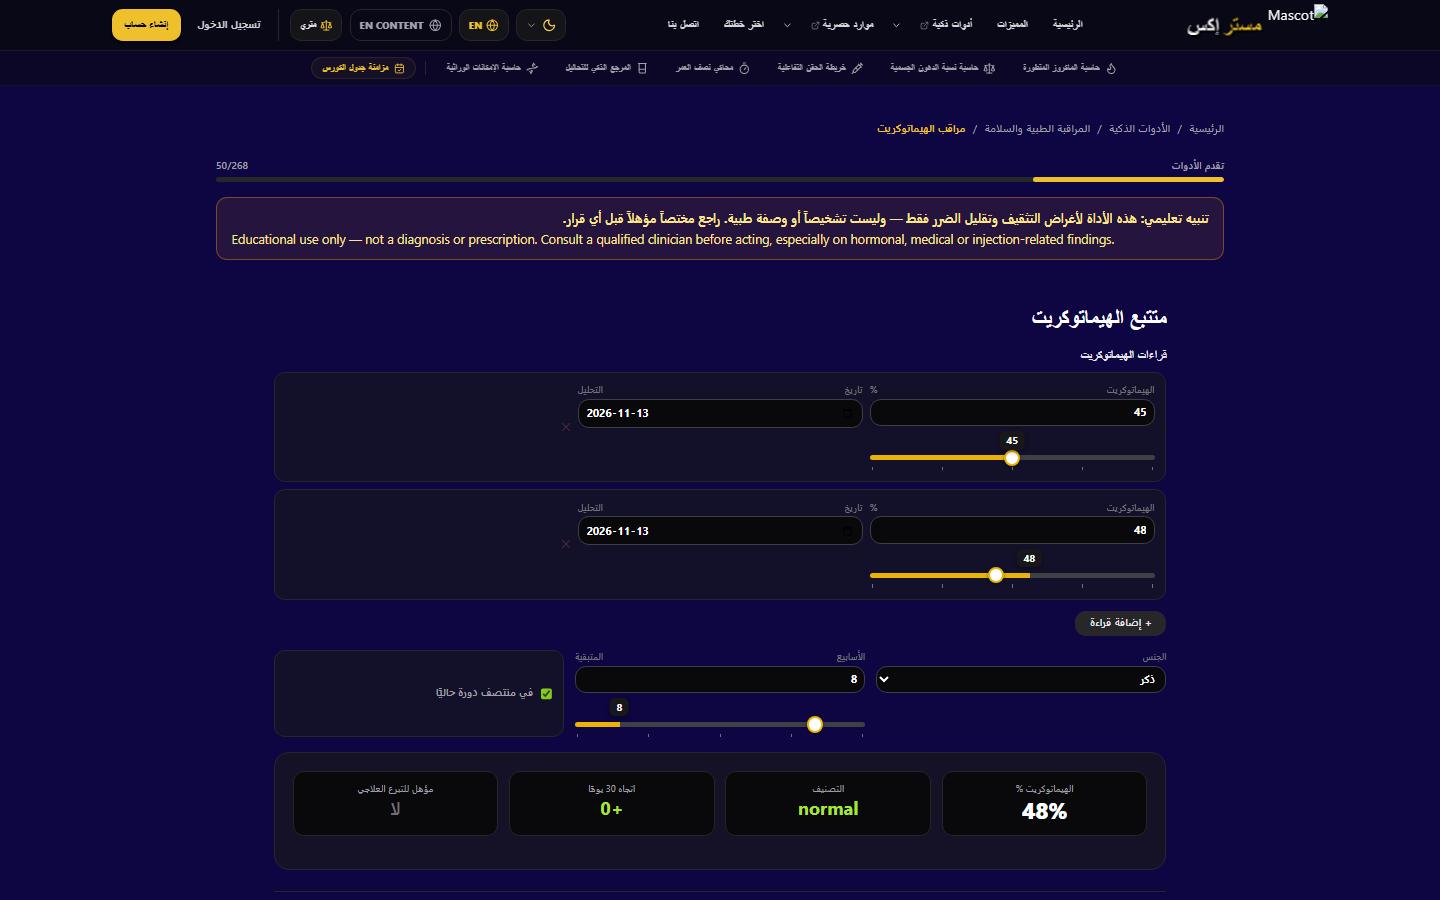 Mascot
مستر إكس
الرئيسية
المميزات
أدوات ذكية
موارد حصرية
اختر خطتك
اتصل بنا
EN
EN CONTENT
متري
تسجيل الدخول
إنشاء حساب
حاسبة الماكروز المتطورة
حاسبة نسبة الدهون الجسمية
خريطة الحقن التفاعلية
محاكي نصف العمر
المرجع الذكي للتحاليل
حاسبة الإمكانات الوراثية
مزامنة جدول الكورس
الرئيسية / الأدوات الذكية / المراقبة الطبية والسلامة / مراقب الهيماتوكريت
تقدم الأدوات
50/268
تنبيه تعليمي: هذه الأداة لأغراض التثقيف وتقليل الضرر فقط — وليست تشخيصاً أو وصفة طبية. راجع مختصاً مؤهلاً قبل أي قرار.
Educational use only — not a diagnosis or prescription. Consult a qualified clinician before acting, especially on hormonal, medical or injection-related findings.
متتبع الهيماتوكريت
قراءات الهيماتوكريت
الهيماتوكريت %
تاريخ التحليل
45
2026-11-13
45
الهيماتوكريت %
تاريخ التحليل
48
2026-11-13
48
+ إضافة قراءة
الجنس
الأسابيع المتبقية
ذكر
8
في منتصف دورة حاليًا
8
الهيماتوكريت %
48%
التصنيف
normal
اتجاه 30 يومًا
+0
مؤهل للتبرع العلاجي
لا